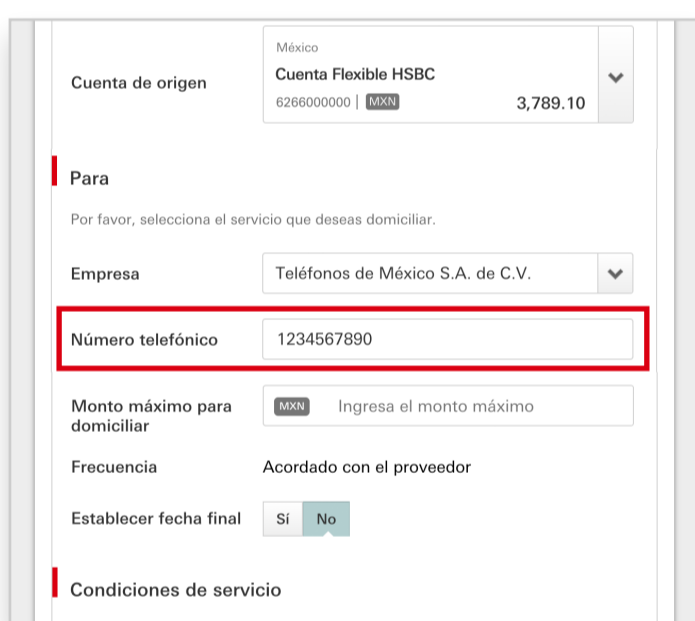 México
Cuenta de origen
Cuenta Flexible HSBC
6266000000 | MXN 3,789.10
Para
Por favor, selecciona el servicio que deseas domiciliar.
Empresa Teléfonos de México S.A. de C.V.
Número telefónico 1234567890
Monto máximo para domiciliar MXN Ingresa el monto máximo
Frecuencia Acordado con el proveedor
Establecer fecha final Sí No
Condiciones de servicio